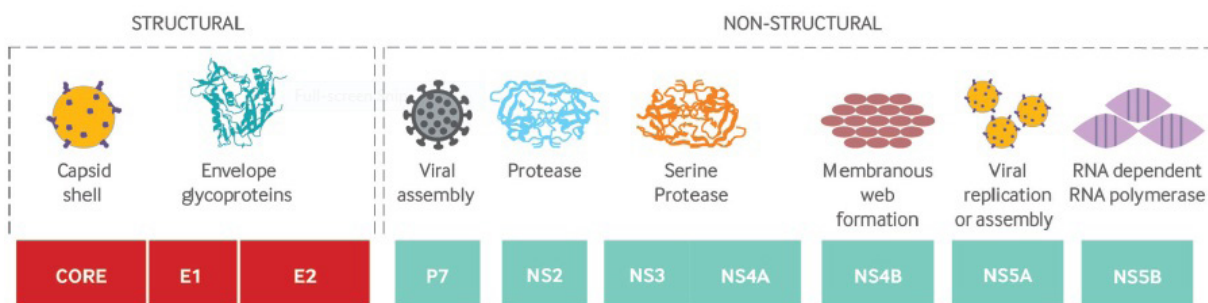 STRUCTURAL
NON-STRUCTURAL
Capsid
shell
Envelope
glycoproteins
Viral
assembly
Protease
Serine
Protease
Membranous
web
formation
Viral
replication
or assembly
RNA dependent
RNA polymerase
CORE
E1
E2
P7
NS2
NS3
NS4A
NS4B
NS5A
NS5B